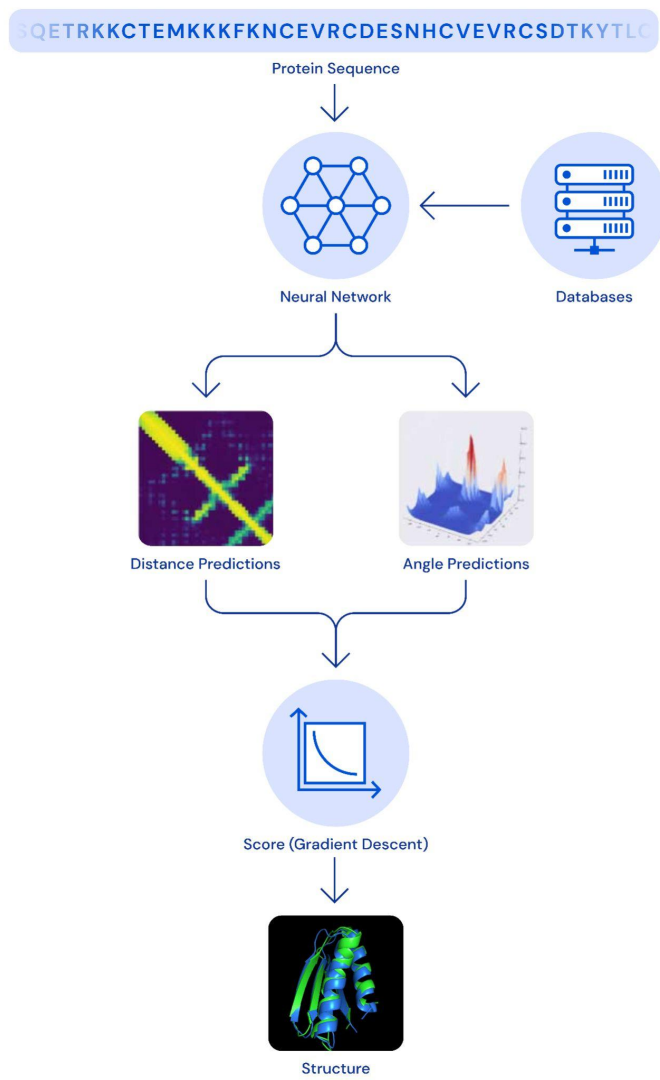 SQETRKKCTEMKKKFKNCEVRCDESNHCVEVRCSDTKYTLC
Protein Sequence
Neural Network
Databases
Distance Predictions
Angle Predictions
Score (Gradient Descent)
Structure